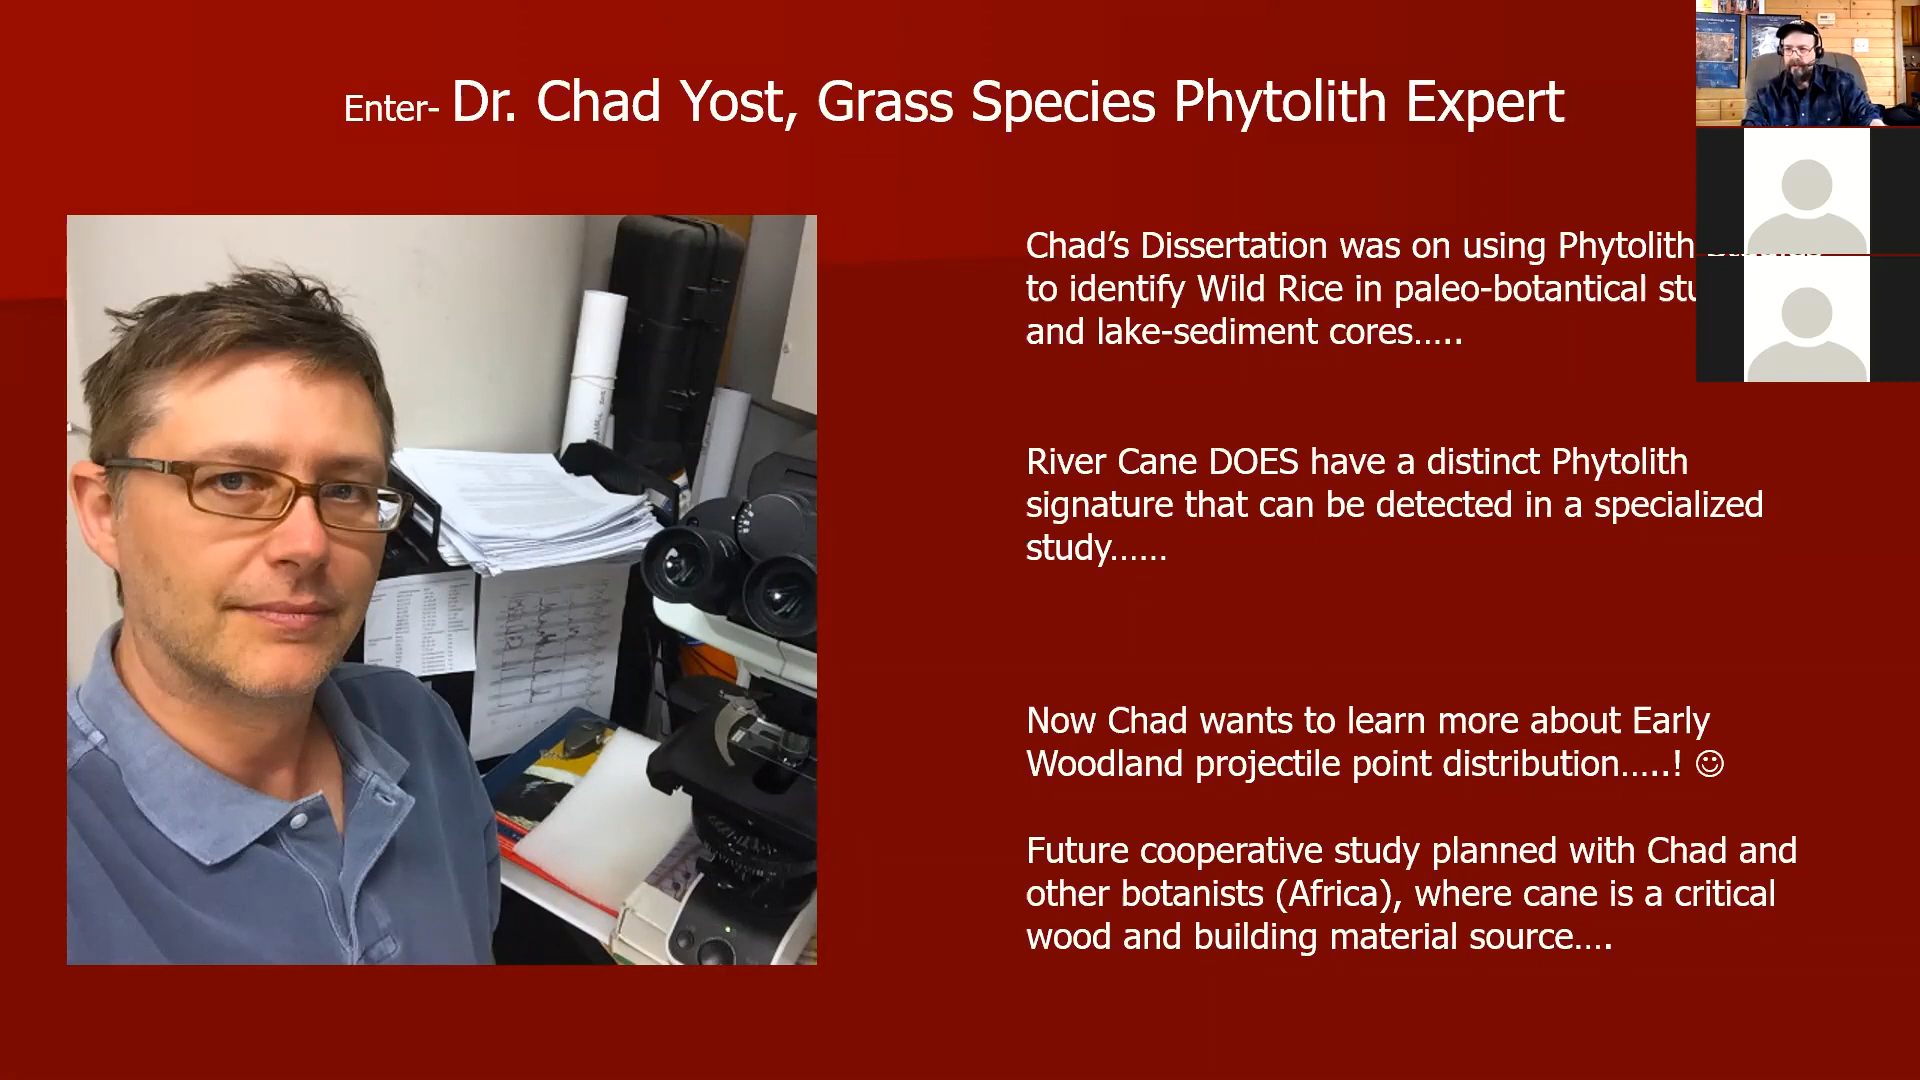 Enter- Dr. Chad Yost, Grass Species Phytolith Expert
Chad’s Dissertation was on using Phytolith
to identify Wild Rice in paleo-botantical
and lake-sediment cores…..
River Cane DOES have a distinct Phytolith
signature that can be detected in a specialized
study……
Now Chad wants to learn more about Early
Woodland projectile point distribution…..! ☺
Future cooperative study planned with Chad and
other botanists (Africa), where cane is a critical
wood and building material source….